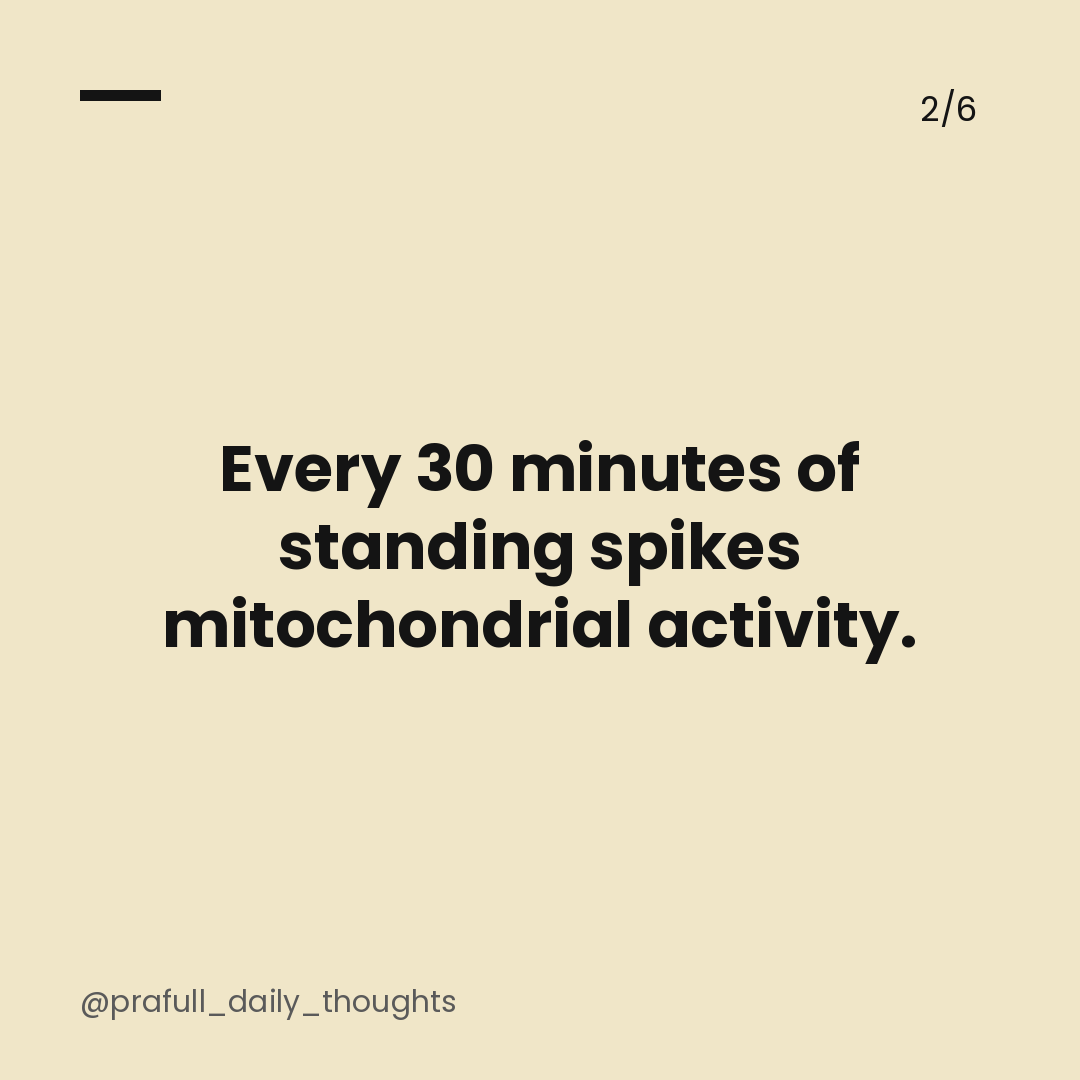 2/6
Every 30 minutes of
standing spikes
mitochondrial activity.
@prafull_daily_thoughts